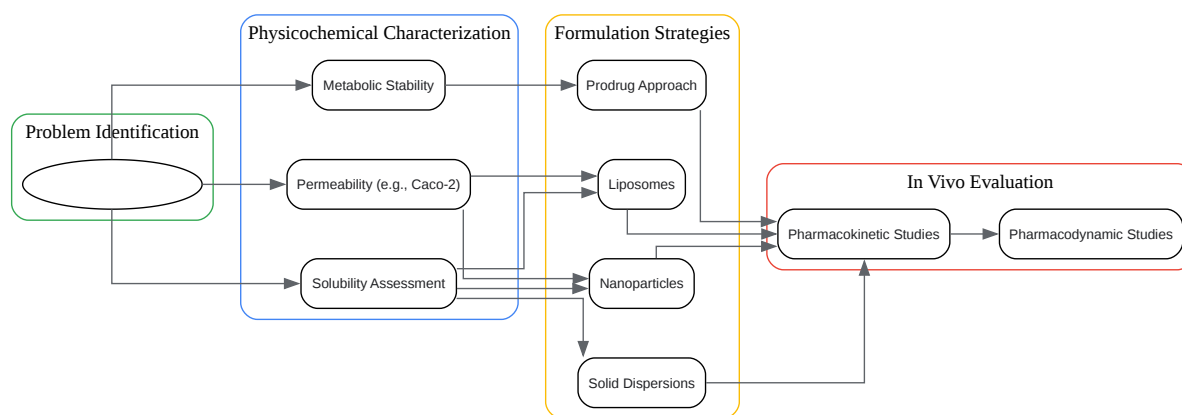 Problem Identification
Physicochemical Characterization
Metabolic Stability
Permeability (e.g., Caco-2)
Solubility Assessment
Formulation Strategies
Prodrug Approach
Liposomes
Nanoparticles
Solid Dispersions
In Vivo Evaluation
Pharmacokinetic Studies
Pharmacodynamic Studies